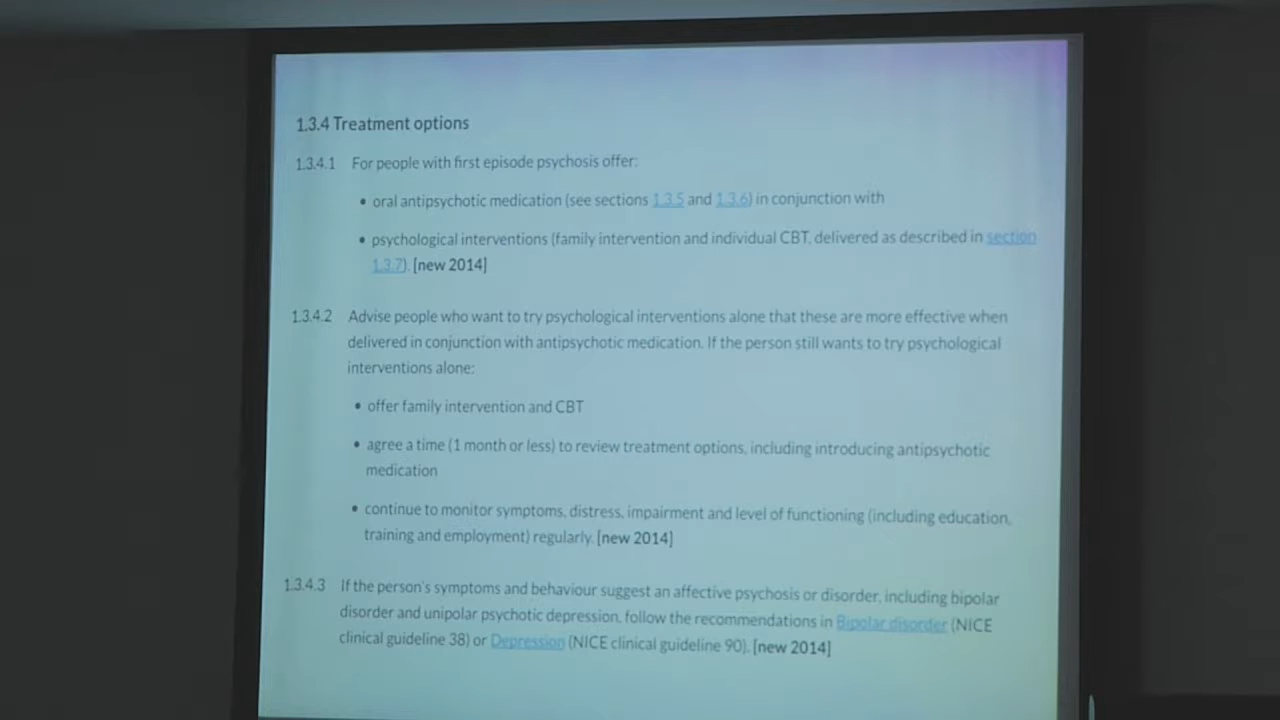 1.3.4 Treatment options
1.3.4.1 For people with first episode psychosis offer:
• oral antipsychotic medication (see sections 1.3.5 and 1.3.6) in conjunction with
• psychological interventions (family intervention and individual CBT, delivered as described in section
1.3.7). [new 2014]
1.3.4.2 Advise people who want to try psychological interventions alone that these are more effective when
delivered in conjunction with antipsychotic medication. If the person still wants to try psychological
interventions alone:
• offer family intervention and CBT
• agree a time (1 month or less) to review treatment options, including introducing antipsychotic
medication
• continue to monitor symptoms, distress, impairment and level of functioning (including education,
training and employment) regularly. [new 2014]
1.3.4.3 If the person's symptoms and behaviour suggest an affective psychosis or disorder, including bipolar
disorder and unipolar psychotic depression, follow the recommendations in Bipolar disorder (NICE
clinical guideline 38) or Depression (NICE clinical guideline 90). [new 2014]